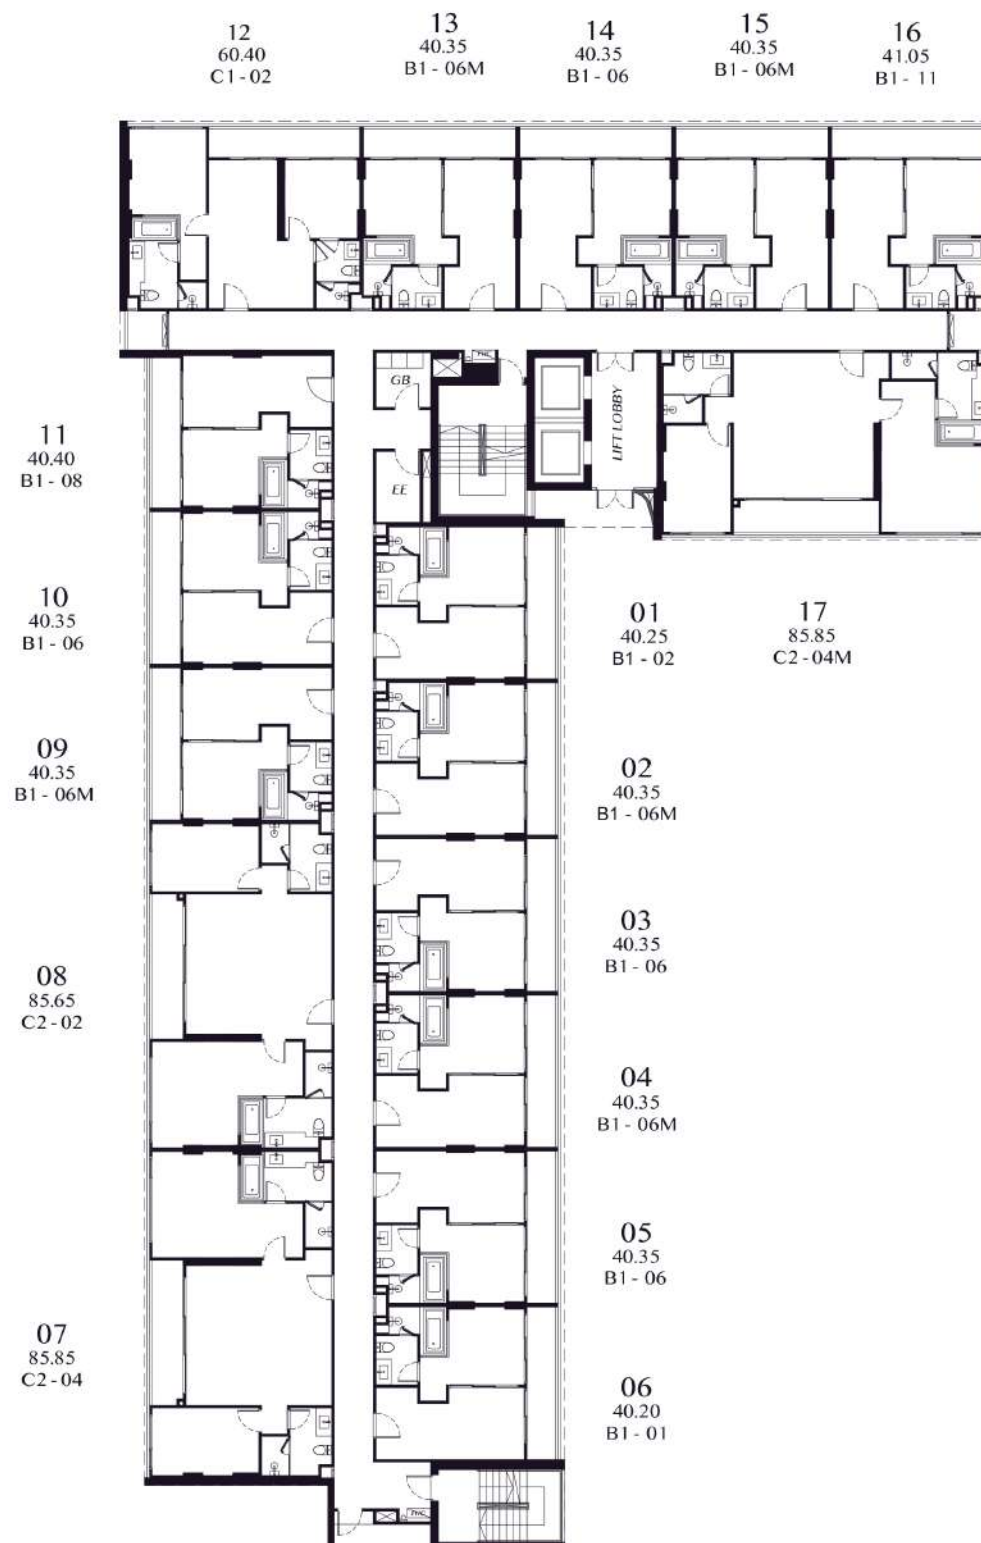 12
60.40
C1 - 02
13
40.35
B1 - 06M
14
40.35
B1 - 06
15
40.35
B1 - 06M
16
41.05
B1 - 11
GB
LIFT LOBBY
EE
11
40.40
B1 - 08
10
40.35
B1 - 06
01
40.25
B1 - 02
17
85.85
C2 - 04M
09
40.35
B1 - 06M
02
40.35
B1 - 06M
03
40.35
B1 - 06
08
85.65
C2 - 02
04
40.35
B1 - 06M
05
40.35
B1 - 06
07
85.85
C2 - 04
06
40.20
B1 - 01